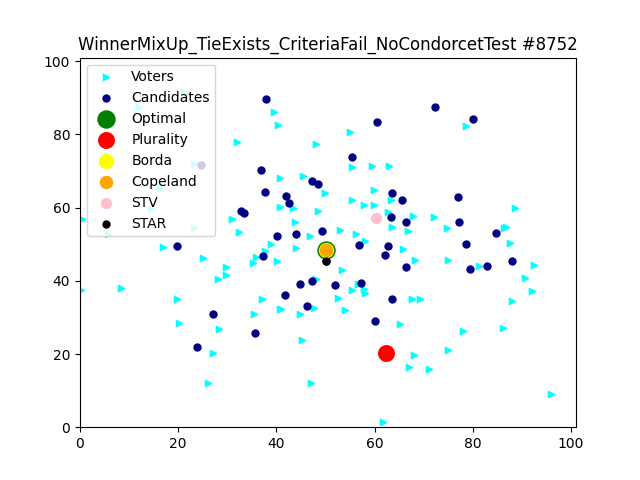 WinnerMixUp_TieExists_CriteriaFail_NoCondorcetTest #8752
100
80
60
40
20
0
0 20 40 60 80 100
Voters
Candidates
Optimal
Plurality
Borda
Copeland
STV
STAR